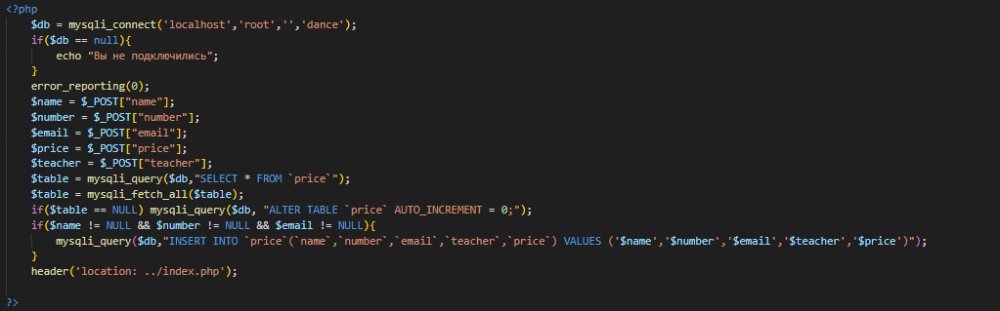 <?php
    $db = mysqli_connect('localhost','root','','dance');
    if($db == null){
        echo "Вы не подключились";
    }
    error_reporting(0);
    $name = $_POST["name"];
    $number = $_POST["number"];
    $email = $_POST["email"];
    $price = $_POST["price"];
    $teacher = $_POST["teacher"];
    $table = mysqli_query($db,"SELECT * FROM `price`");
    $table = mysqli_fetch_all($table);
    if($table == NULL) mysqli_query($db, "ALTER TABLE `price` AUTO_INCREMENT = 0;");
    if($name != NULL && $number != NULL && $email != NULL){
        mysqli_query($db,"INSERT INTO `price`(`name`,`number`,`email`,`teacher`,`price`) VALUES ('$name','$number','$email','$teacher','$price')");
    }
    header('location: ../index.php');
?>